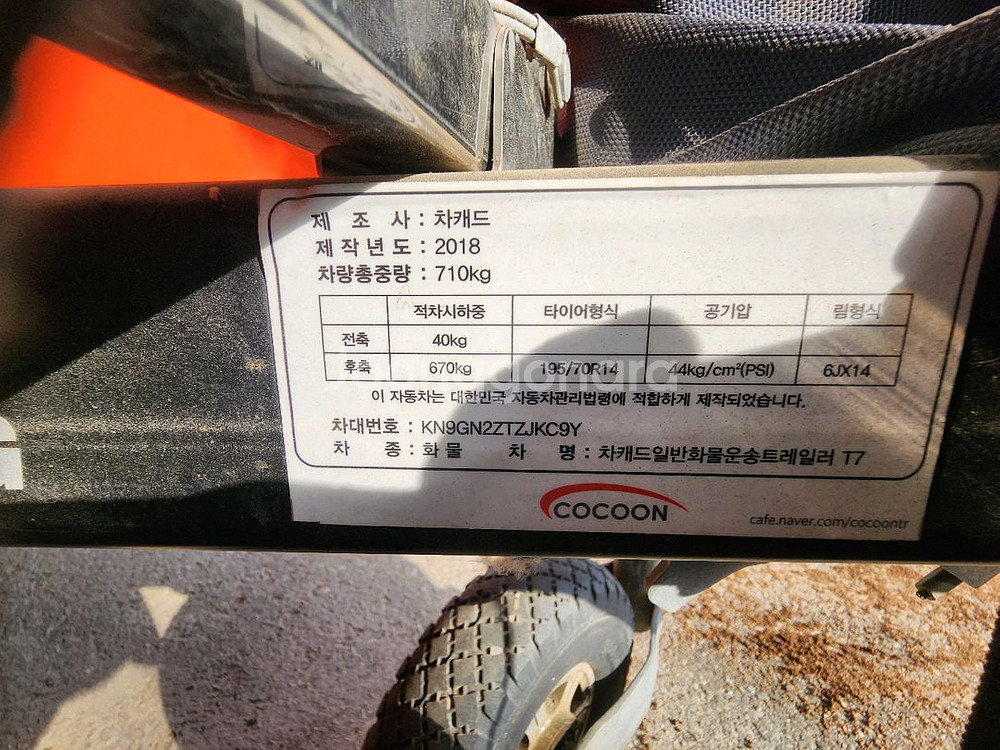 제 조 사 : 차캐드
제 작 년 도 : 2018
차량총중량 : 710kg
적차시하중 타이어형식 공기압 림형식
전축 40kg
후축 670kg 195/70R14 44kg/cm²(PSI) 6JX14
이 자동차는 대한민국 자동차관리법령에 적합하게 제작되었습니다.
차대번호 : KN9GN2ZTZJKC9Y
차 종 : 화 물 차 명 : 차캐드일반화물운송트레일러 T7
COCOON
cafe.naver.com/cocoontr